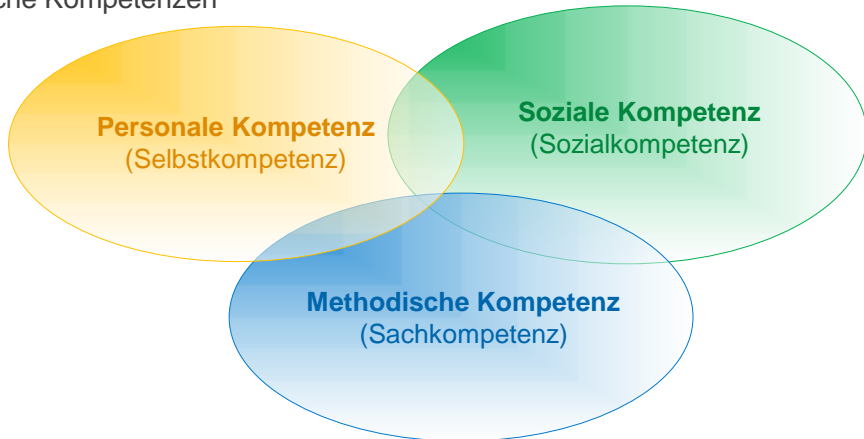 che Kompetenzen
Personale Kompetenz
(Selbstkompetenz)
Soziale Kompetenz
(Sozialkompetenz)
Methodische Kompetenz
(Sachkompetenz)